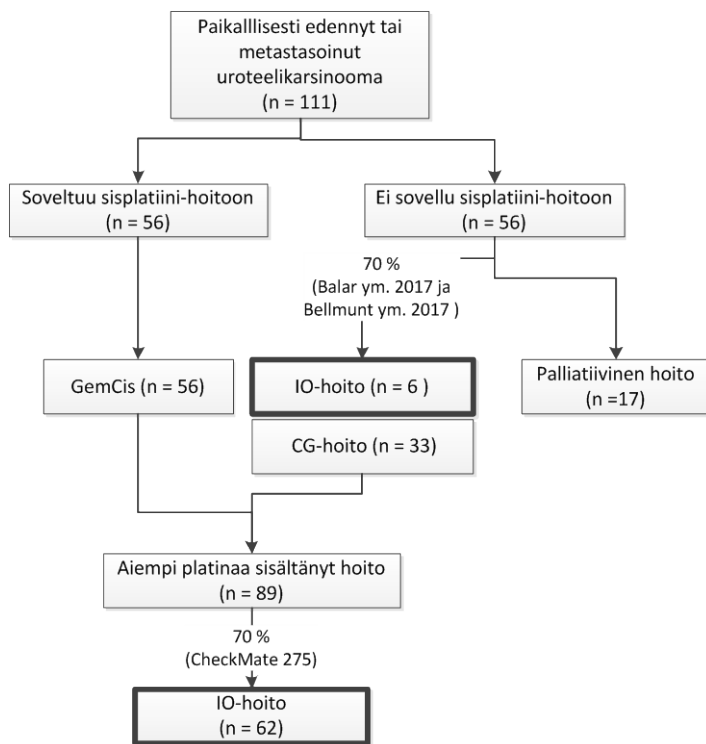 Paikalllisesti edennyt tai
metastasoinut
uroteelikarsinooma
(n = 111)
Soveltuu sisplatiini-hoitoon
(n = 56)
Ei sovellu sisplatiini-hoitoon
(n = 56)
70 %
(Balar ym. 2017 ja
Bellmunt ym. 2017 )
GemCis (n = 56)
IO-hoito (n = 6 )
Palliatiivinen hoito
(n =17)
CG-hoito (n = 33)
Aiempi platinaa sisältänyt hoito
(n = 89)
70 %
(CheckMate 275)
IO-hoito
(n = 62)